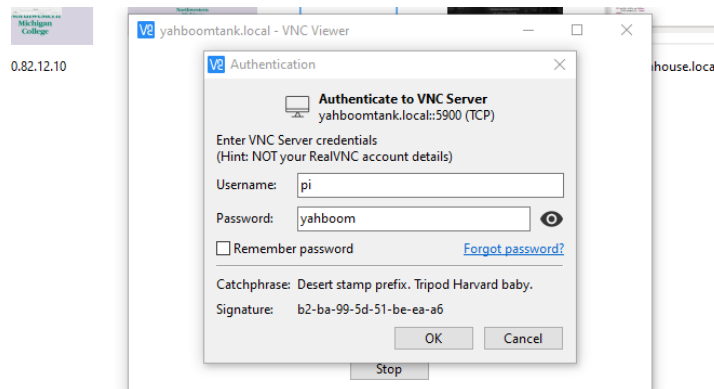 Michigan
College
0.82.12.10
yahboomtank.local - VNC Viewer
Authentication
Authenticate to VNC Server
yahboomtank.local::5900 (TCP)
Enter VNC Server credentials
(Hint: NOT your RealVNC account details)
Username: pi
Password: yahboom
Remember password Forgot password?
Catchphrase: Desert stamp prefix. Tripod Harvard baby.
Signature: b2-ba-99-5d-51-be-ea-a6
OK Cancel
Stop
house.loca